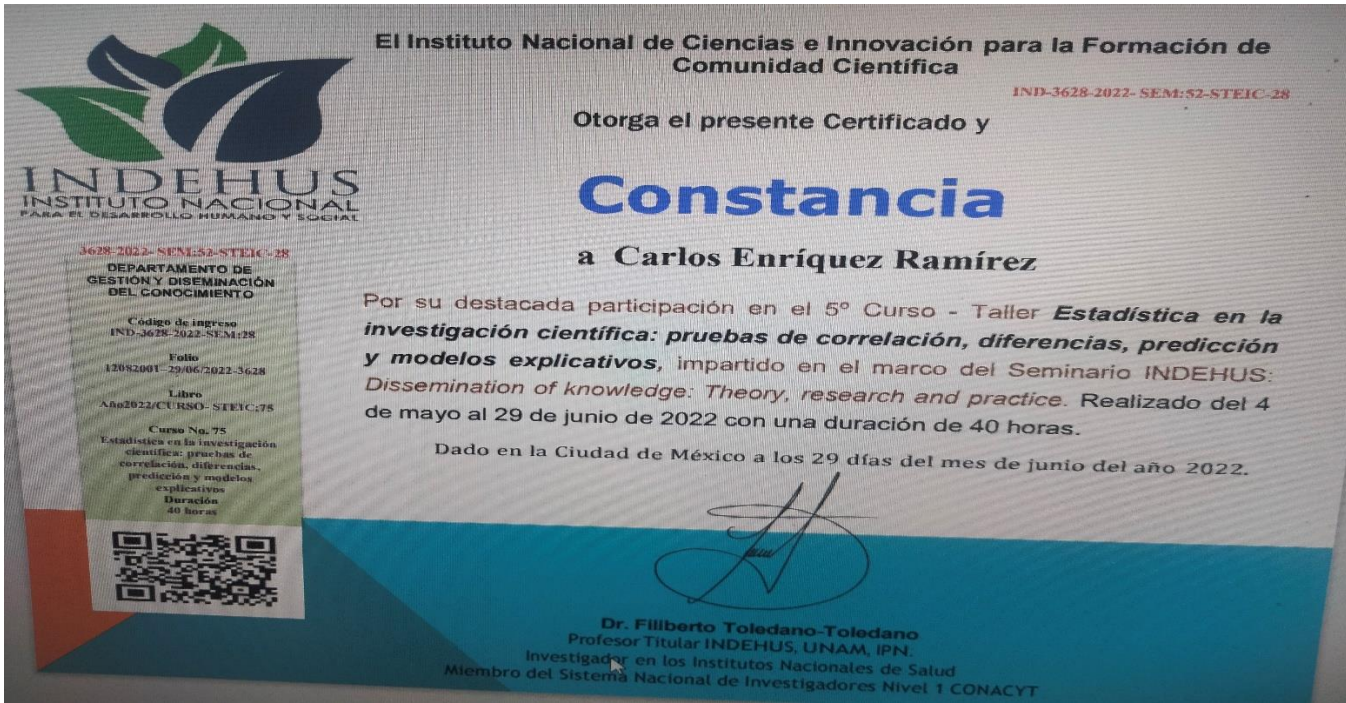 El Instituto Nacional de Ciencias e Innovación para la Formación de
Comunidad Científica
IND-3628-2022- SEM:52-STEIC-28
Otorga el presente Certificado y
INDEHUS
INSTITUTO NACIONAL
PARA EL DESARROLLO HUMANO Y SOCIAL
Constancia
a Carlos Enríquez Ramírez
3628-2022- SEM:52-STEIC-28
DEPARTAMENTO DE
GESTIÓN Y DISEMINACIÓN
DEL CONOCIMIENTO
Código de ingreso
IND-3628-2022-SEM:28
Folio
12082001-29/06/2022-3628
Libro
Año2022/CURSO- STEIC:75
Curso No. 75
Estadística en la investigación
científica: pruebas de
correlación, diferencias,
predicción y modelos
explicativos
Duración
40 horas
Por su destacada participación en el 5º Curso - Taller Estadística en la
investigación científica: pruebas de correlación, diferencias, predicción
y modelos explicativos, impartido en el marco del Seminario INDEHUS:
Dissemination of knowledge: Theory, research and practice. Realizado del 4
de mayo al 29 de junio de 2022 con una duración de 40 horas.
Dado en la Ciudad de México a los 29 días del mes de junio del año 2022.
Dr. Filiberto Toledano-Toledano
Profesor Titular INDEHUS, UNAM, IPN.
Investigador en los Institutos Nacionales de Salud
Miembro del Sistema Nacional de Investigadores Nivel 1 CONACYT